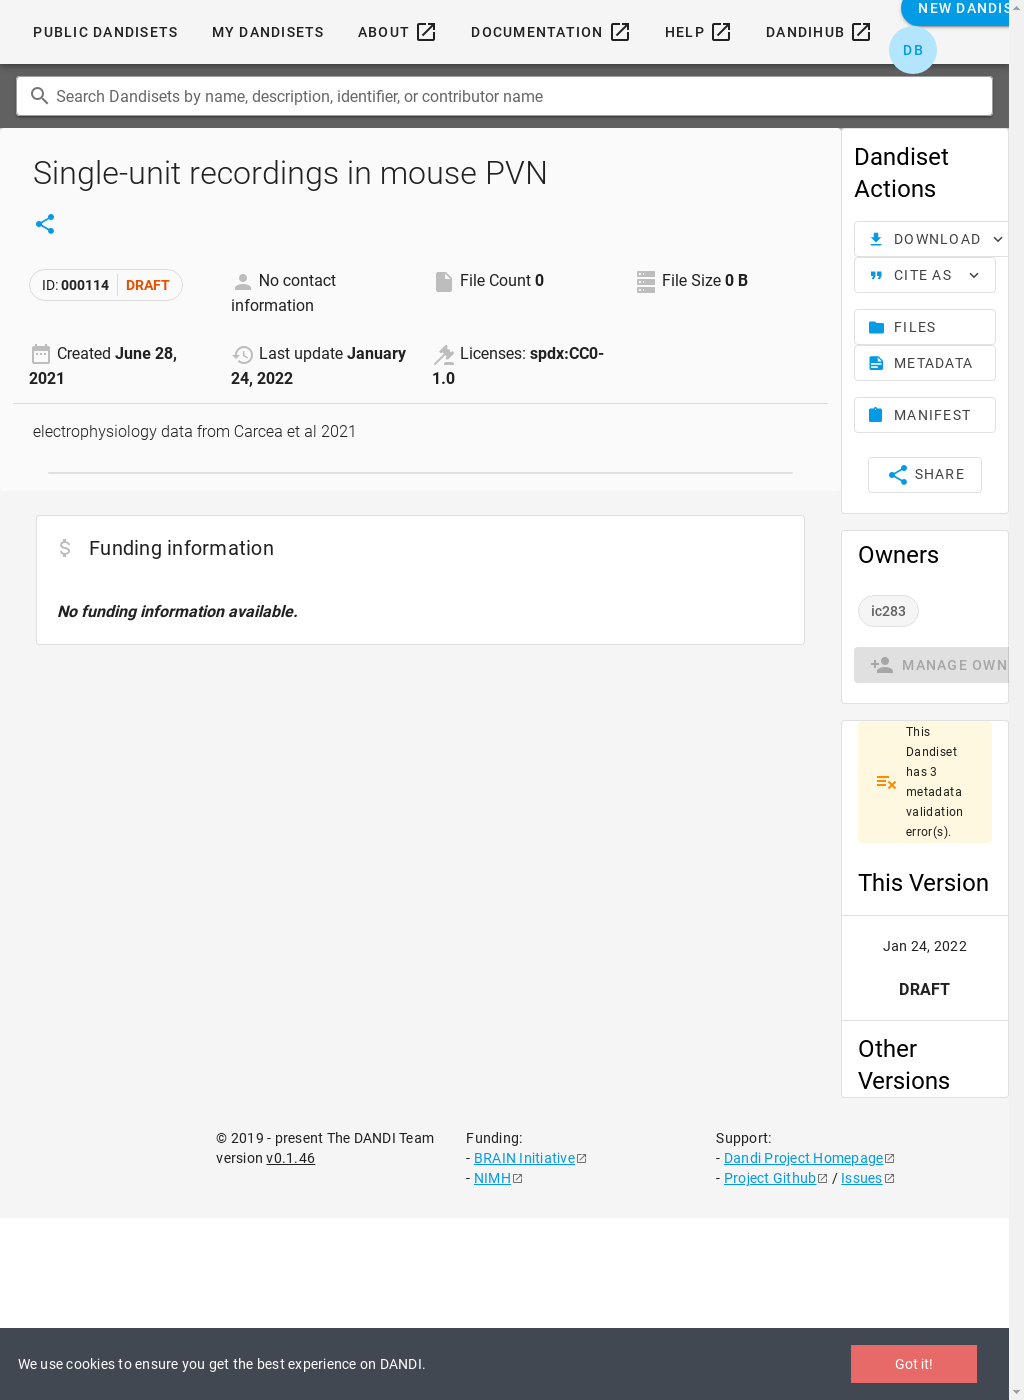 NEW DANDIS
PUBLIC DANDISETS MY DANDISETS ABOUT DOCUMENTATION HELP DANDIHUB
DB
Search Dandisets by name, description, identifier, or contributor name
Single-unit recordings in mouse PVN
ID: 000114 DRAFT
No contact
information
File Count 0
File Size 0 B
Created June 28,
2021
Last update January
24, 2022
Licenses: spdx:CC0-
1.0
electrophysiology data from Carcea et al 2021
Funding information
No funding information available.
Dandiset
Actions
DOWNLOAD
CITE AS
FILES
METADATA
MANIFEST
SHARE
Owners
ic283
MANAGE OWN
This
Dandiset
has 3
metadata
validation
error(s).
This Version
Jan 24, 2022
DRAFT
Other
Versions
© 2019 - present The DANDI Team
version v0.1.46
Funding:
- BRAIN Initiative
- NIMH
Support:
- Dandi Project Homepage
- Project Github / Issues
We use cookies to ensure you get the best experience on DANDI.
Got it!